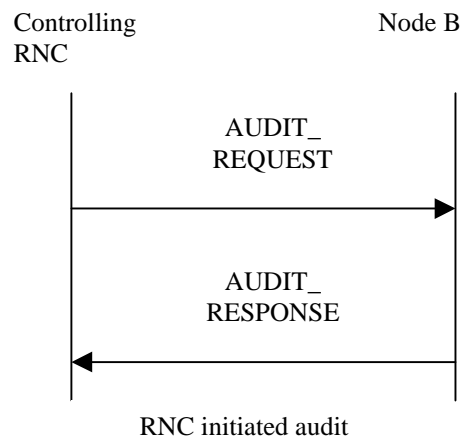 Controlling
RNC
Node B
AUDIT_
REQUEST
AUDIT_
RESPONSE
RNC initiated audit